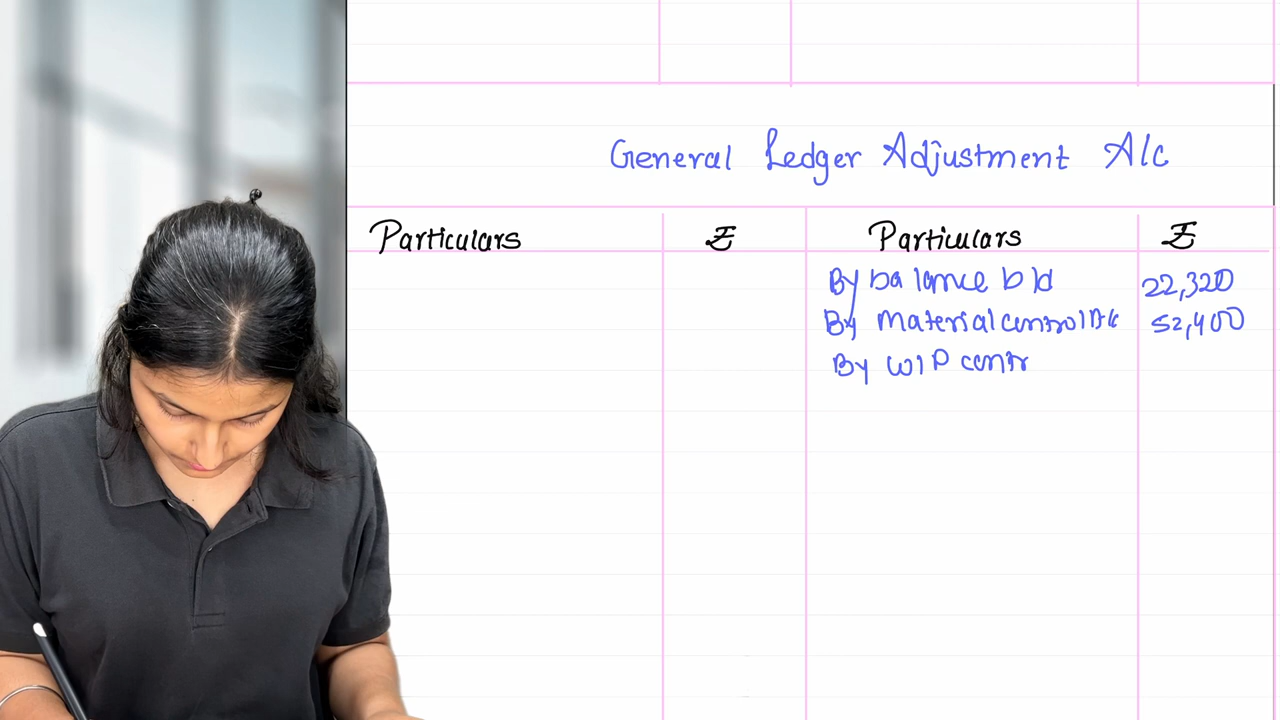 General Ledger Adjustment A/c
Particulars ₹ Particulars ₹
By balance b/d 22,320
By Material control A/c 52,400
By WIP contr